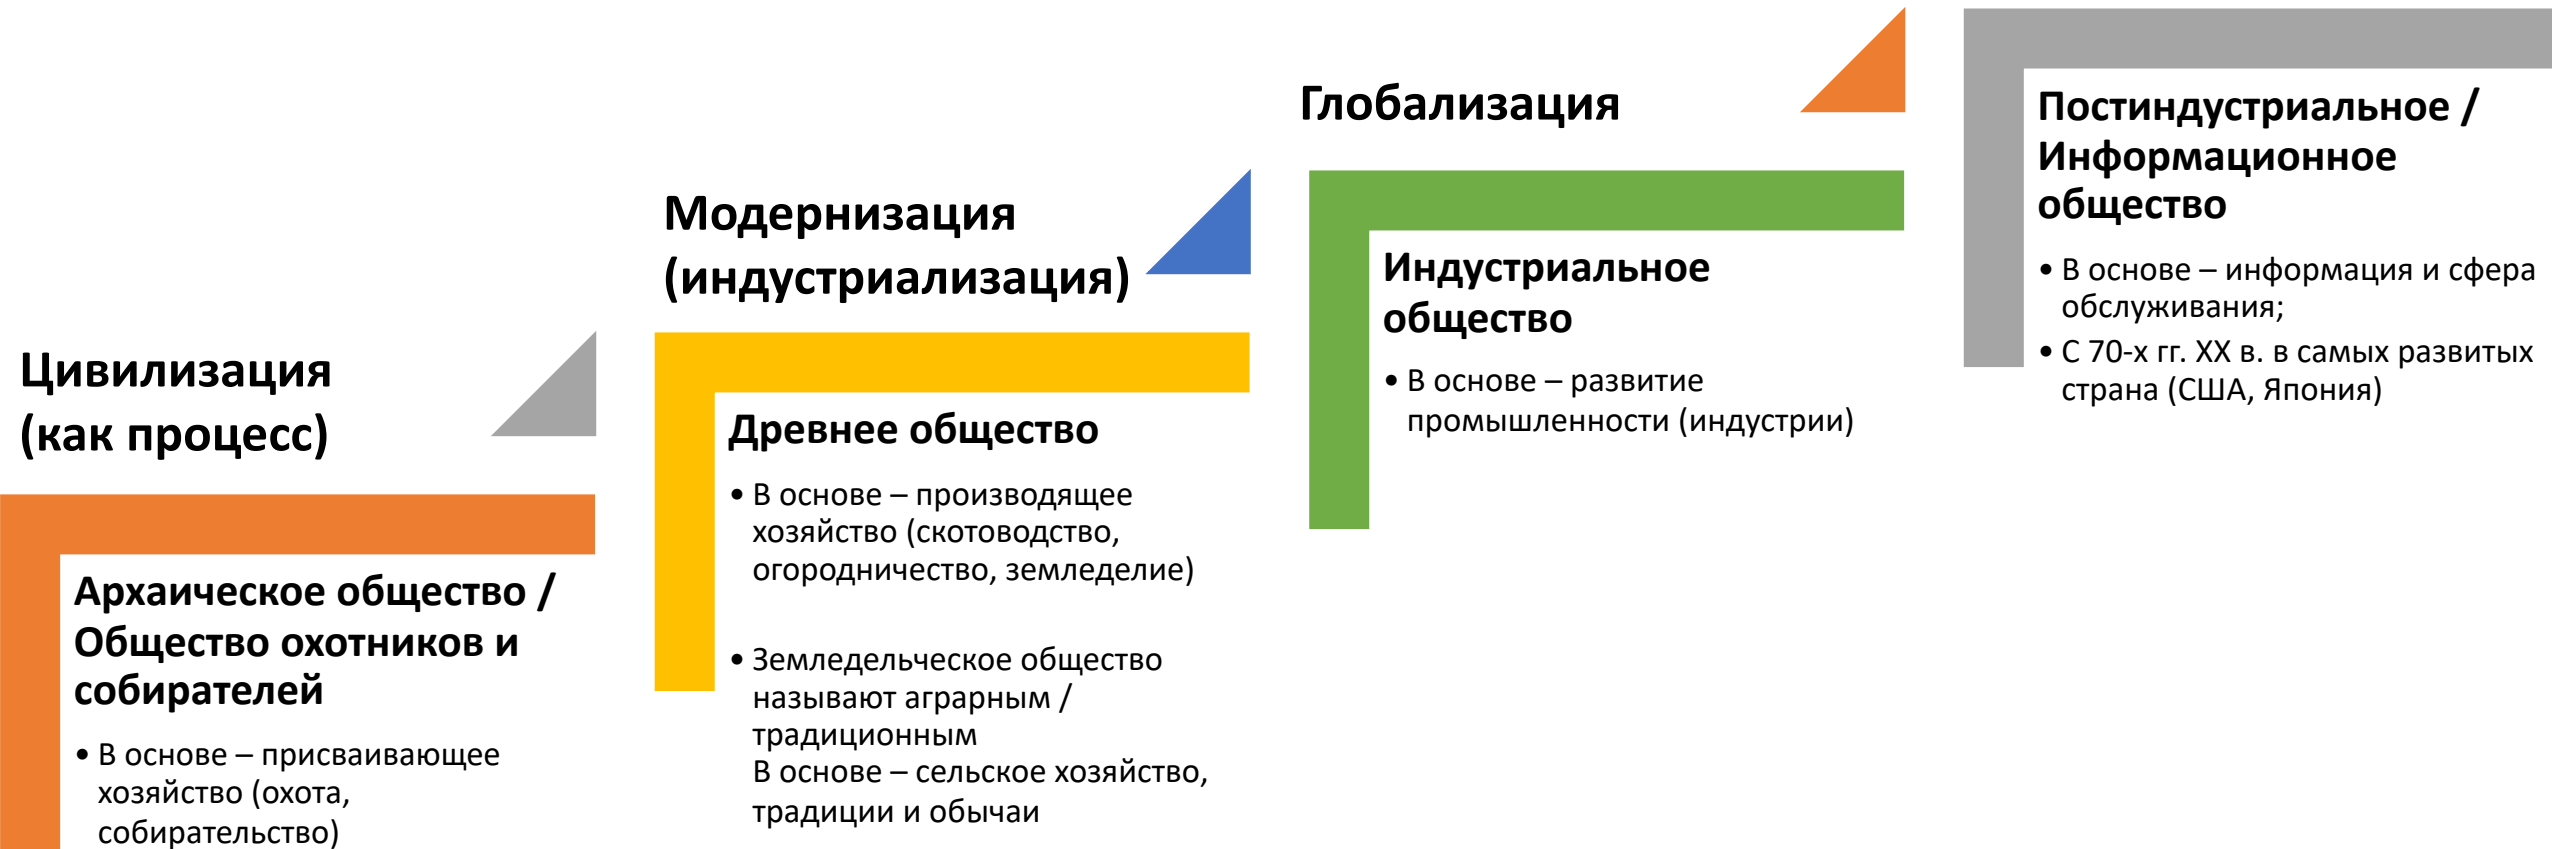 Цивилизация
(как процесс)
Архаическое общество /
Общество охотников и
собирателей
• В основе – присваивающее
хозяйство (охота,
собирательство)
Модернизация
(индустриализация)
Древнее общество
• В основе – производящее
хозяйство (скотоводство,
огородничество, земледелие)
• Земледельческое общество
называют аграрным /
традиционным
В основе – сельское хозяйство,
традиции и обычаи
Глобализация
Индустриальное
общество
• В основе – развитие
промышленности (индустрии)
Постиндустриальное /
Информационное
общество
• В основе – информация и сфера
обслуживания;
• С 70-х гг. XX в. в самых развитых
страна (США, Япония)